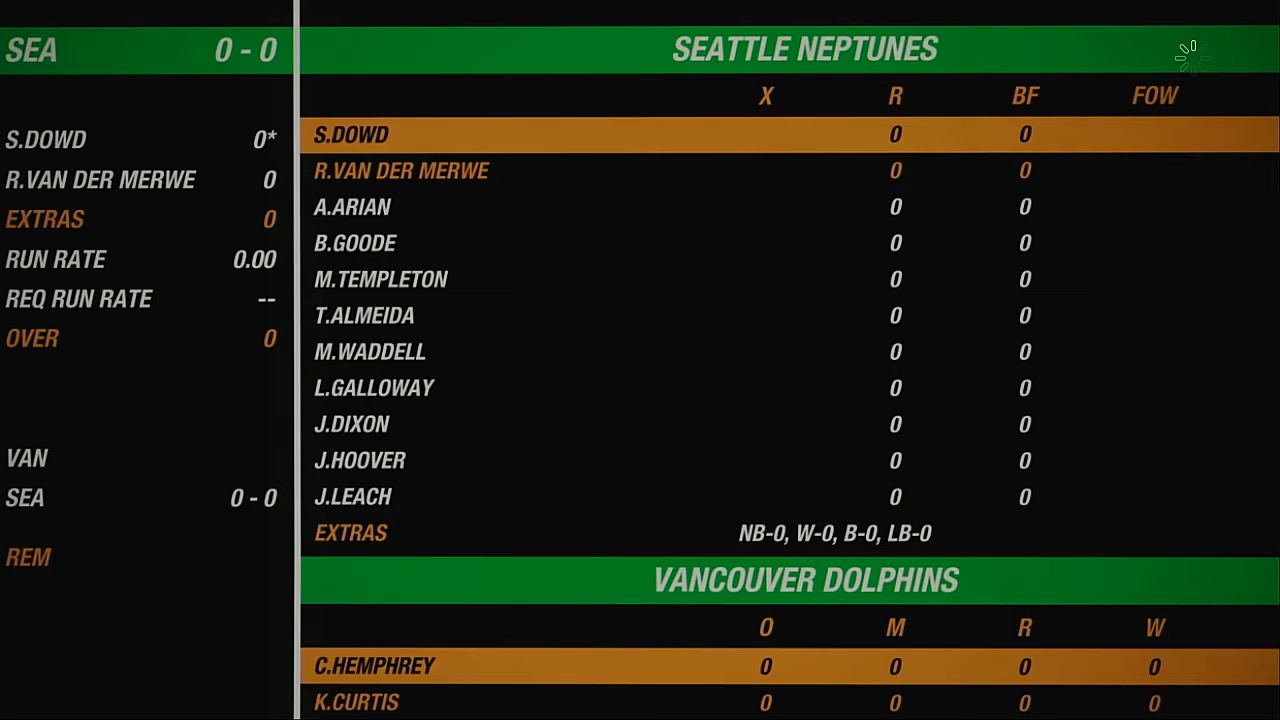 SEA 0 - 0
S.DOWD 0*
R.VAN DER MERWE 0
EXTRAS 0
RUN RATE 0.00
REQ RUN RATE --
OVER 0
VAN
SEA 0 - 0
REM
SEATTLE NEPTUNES
X R BF FOW
S.DOWD 0 0
R.VAN DER MERWE 0 0
A.ARIAN 0 0
B.GOODE 0 0
M.TEMPLETON 0 0
T.ALMEIDA 0 0
M.WADDELL 0 0
L.GALLOWAY 0 0
J.DIXON 0 0
J.HOOVER 0 0
J.LEACH 0 0
EXTRAS NB-0, W-0, B-0, LB-0
VANCOUVER DOLPHINS
O M R W
C.HEMPHREY 0 0 0 0
K.CURTIS 0 0 0 0